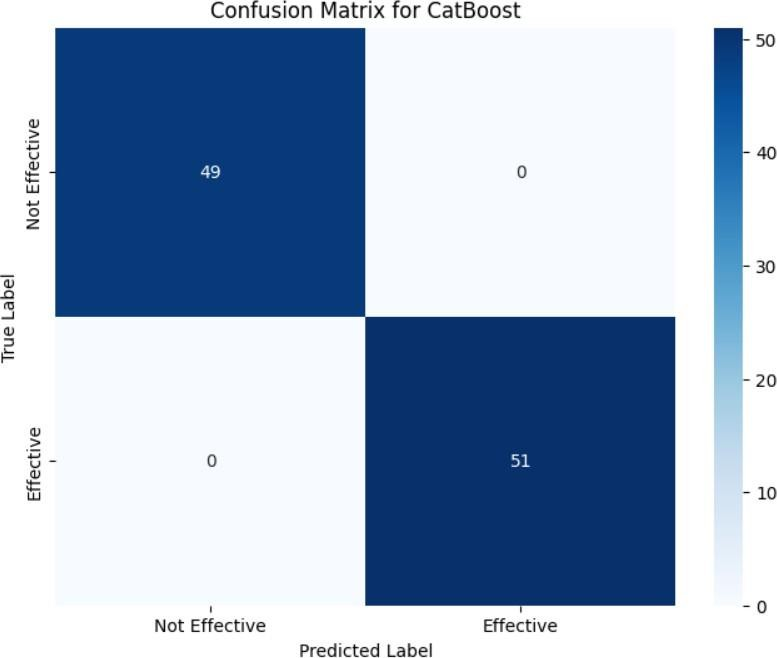 Confusion Matrix for CatBoost
True Label
Not Effective
Effective
49
0
0
51
Not Effective
Effective
Predicted Label
50
40
30
20
10
0